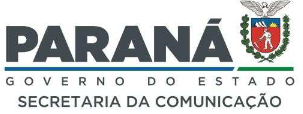 PARANÁ
GOVERNO DO ESTADO
SECRETARIA DA COMUNICAÇÃO